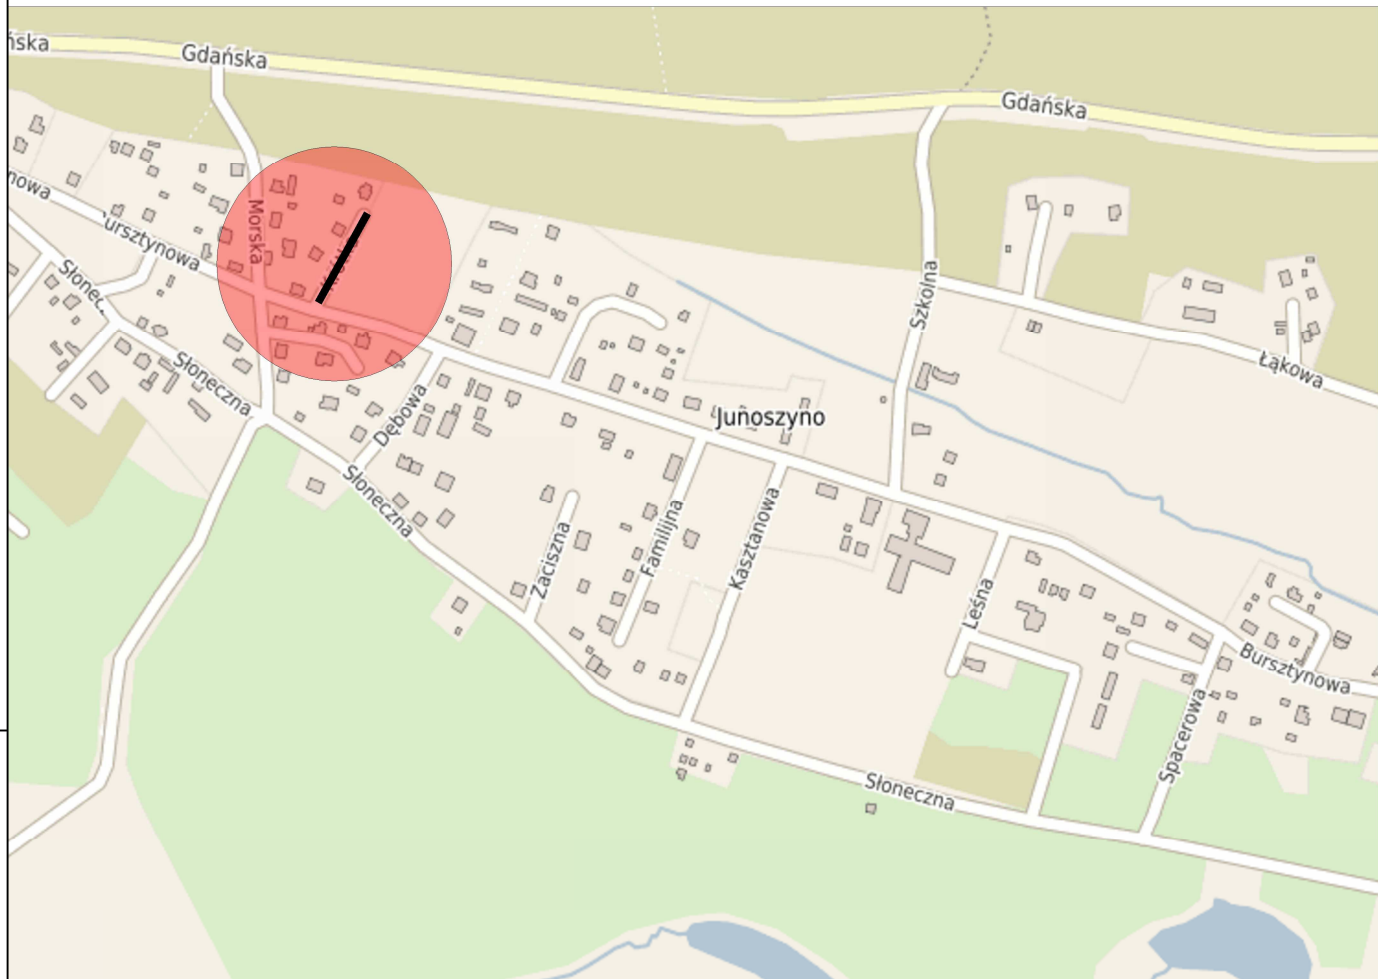 ńska
Gdańska
Gdańska
nowa
Morska
ursztynowa
Słonec
Szkolna
Łąkowa
Słoneczna
Dębowa
Junoszyno
Słoneczna
Zaciszna
Familijna
Kasztanowa
Leśna
Bursztynowa
Spacerowa
Słoneczna